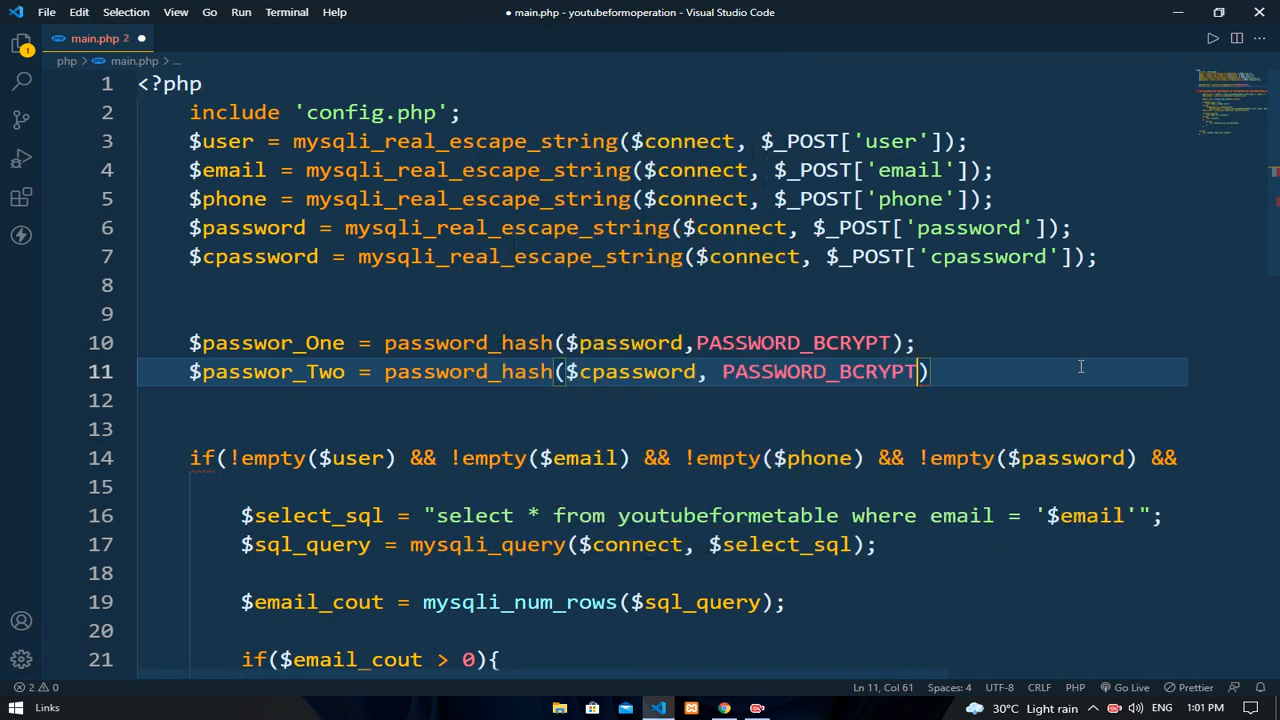 File Edit Selection View Go Run Terminal Help
● main.php - youtubeformoperation - Visual Studio Code
main.php 2 ●
php > main.php > ...
1 <?php
2 include 'config.php';
3 $user = mysqli_real_escape_string($connect, $_POST['user']);
4 $email = mysqli_real_escape_string($connect, $_POST['email']);
5 $phone = mysqli_real_escape_string($connect, $_POST['phone']);
6 $password = mysqli_real_escape_string($connect, $_POST['password']);
7 $cpassword = mysqli_real_escape_string($connect, $_POST['cpassword']);
8
9
10 $passwor_One = password_hash($password,PASSWORD_BCRYPT);
11 $passwor_Two = password_hash($cpassword, PASSWORD_BCRYPT)
12
13
14 if(!empty($user) && !empty($email) && !empty($phone) && !empty($password) &&
15
16 $select_sql = "select * from youtubeformetable where email = '$email'";
17 $sql_query = mysqli_query($connect, $select_sql);
18
19 $email_cout = mysqli_num_rows($sql_query);
20
21 if($email_cout > 0){
1
2 0
Ln 11, Col 61 Spaces: 4 UTF-8 CRLF PHP Go Live Prettier
Links
30°C Light rain ENG 1:01 PM